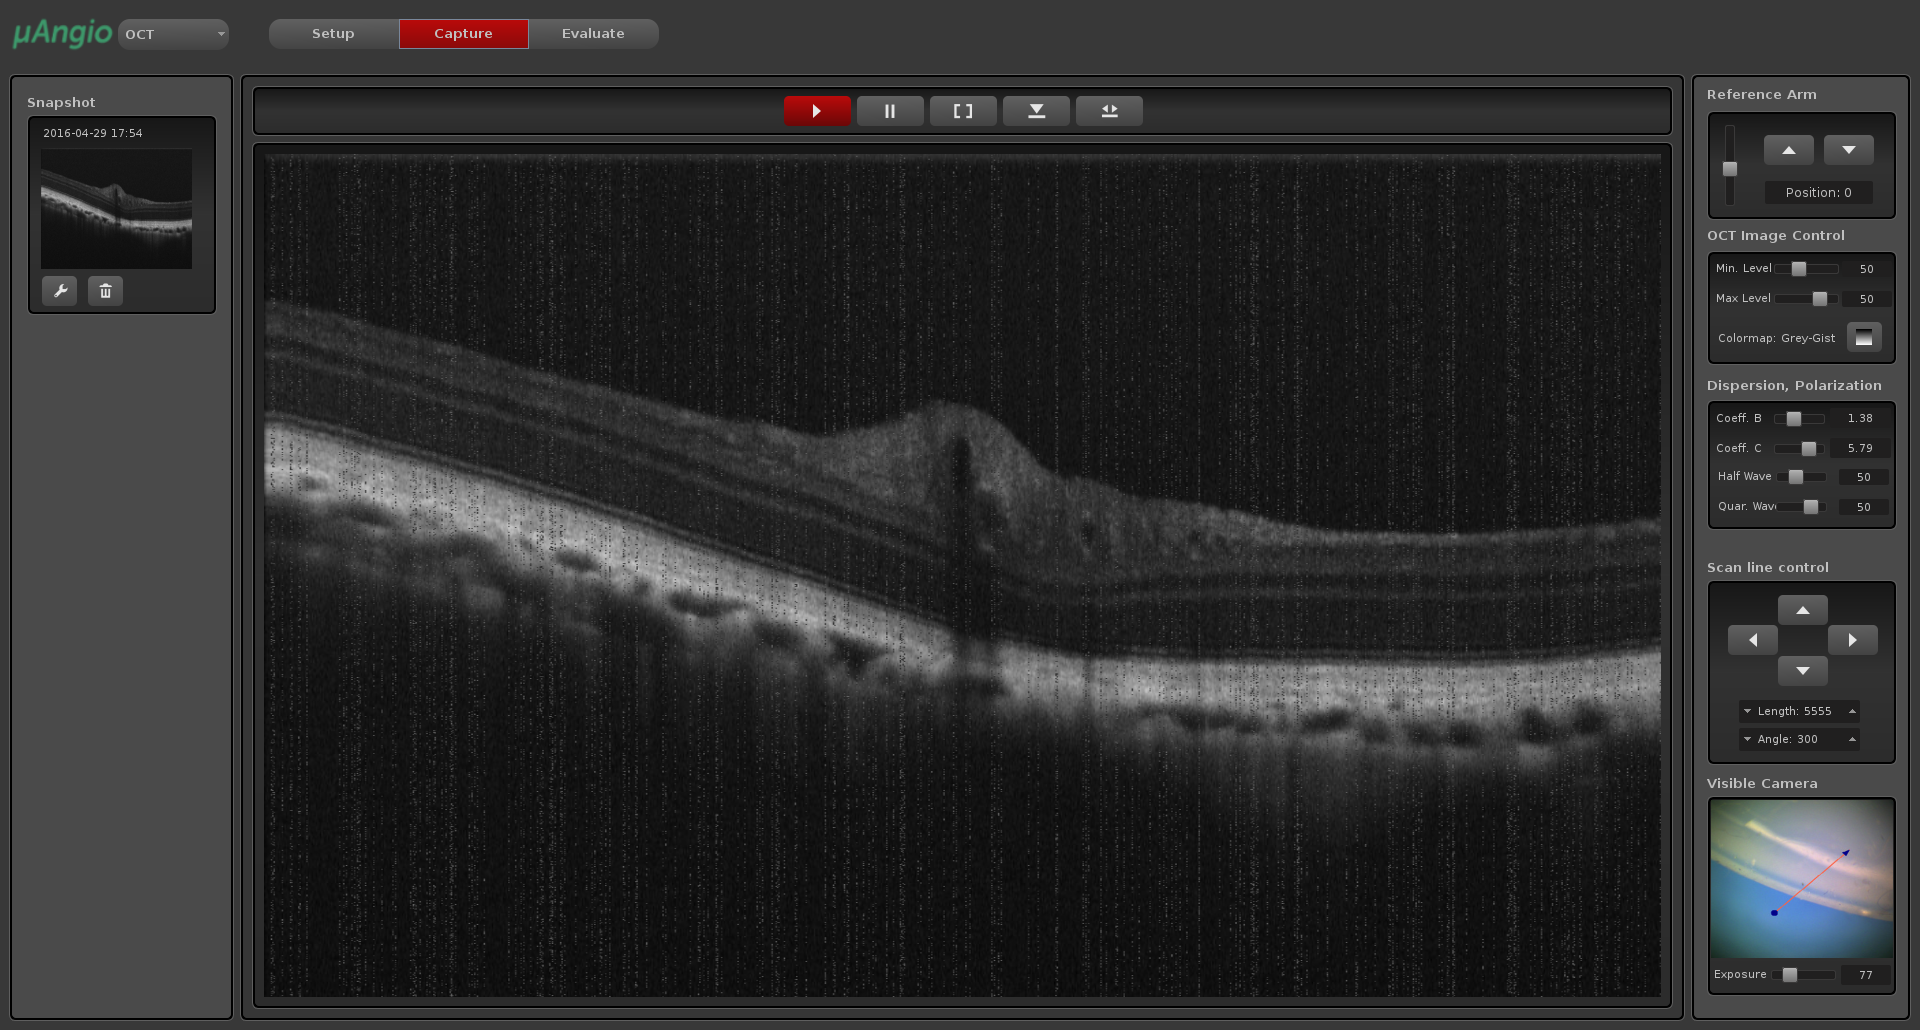 µAngio
OCT
Setup
Capture
Evaluate
Snapshot
2016-04-29 17:54
Reference Arm
Position: 0
OCT Image Control
Min. Level 50
Max Level 50
Colormap: Grey-Gist
Dispersion, Polarization
Coeff. B 1.38
Coeff. C 5.79
Half Wave 50
Quar. Wav 50
Scan line control
Length: 5555
Angle: 300
Visible Camera
Exposure 77